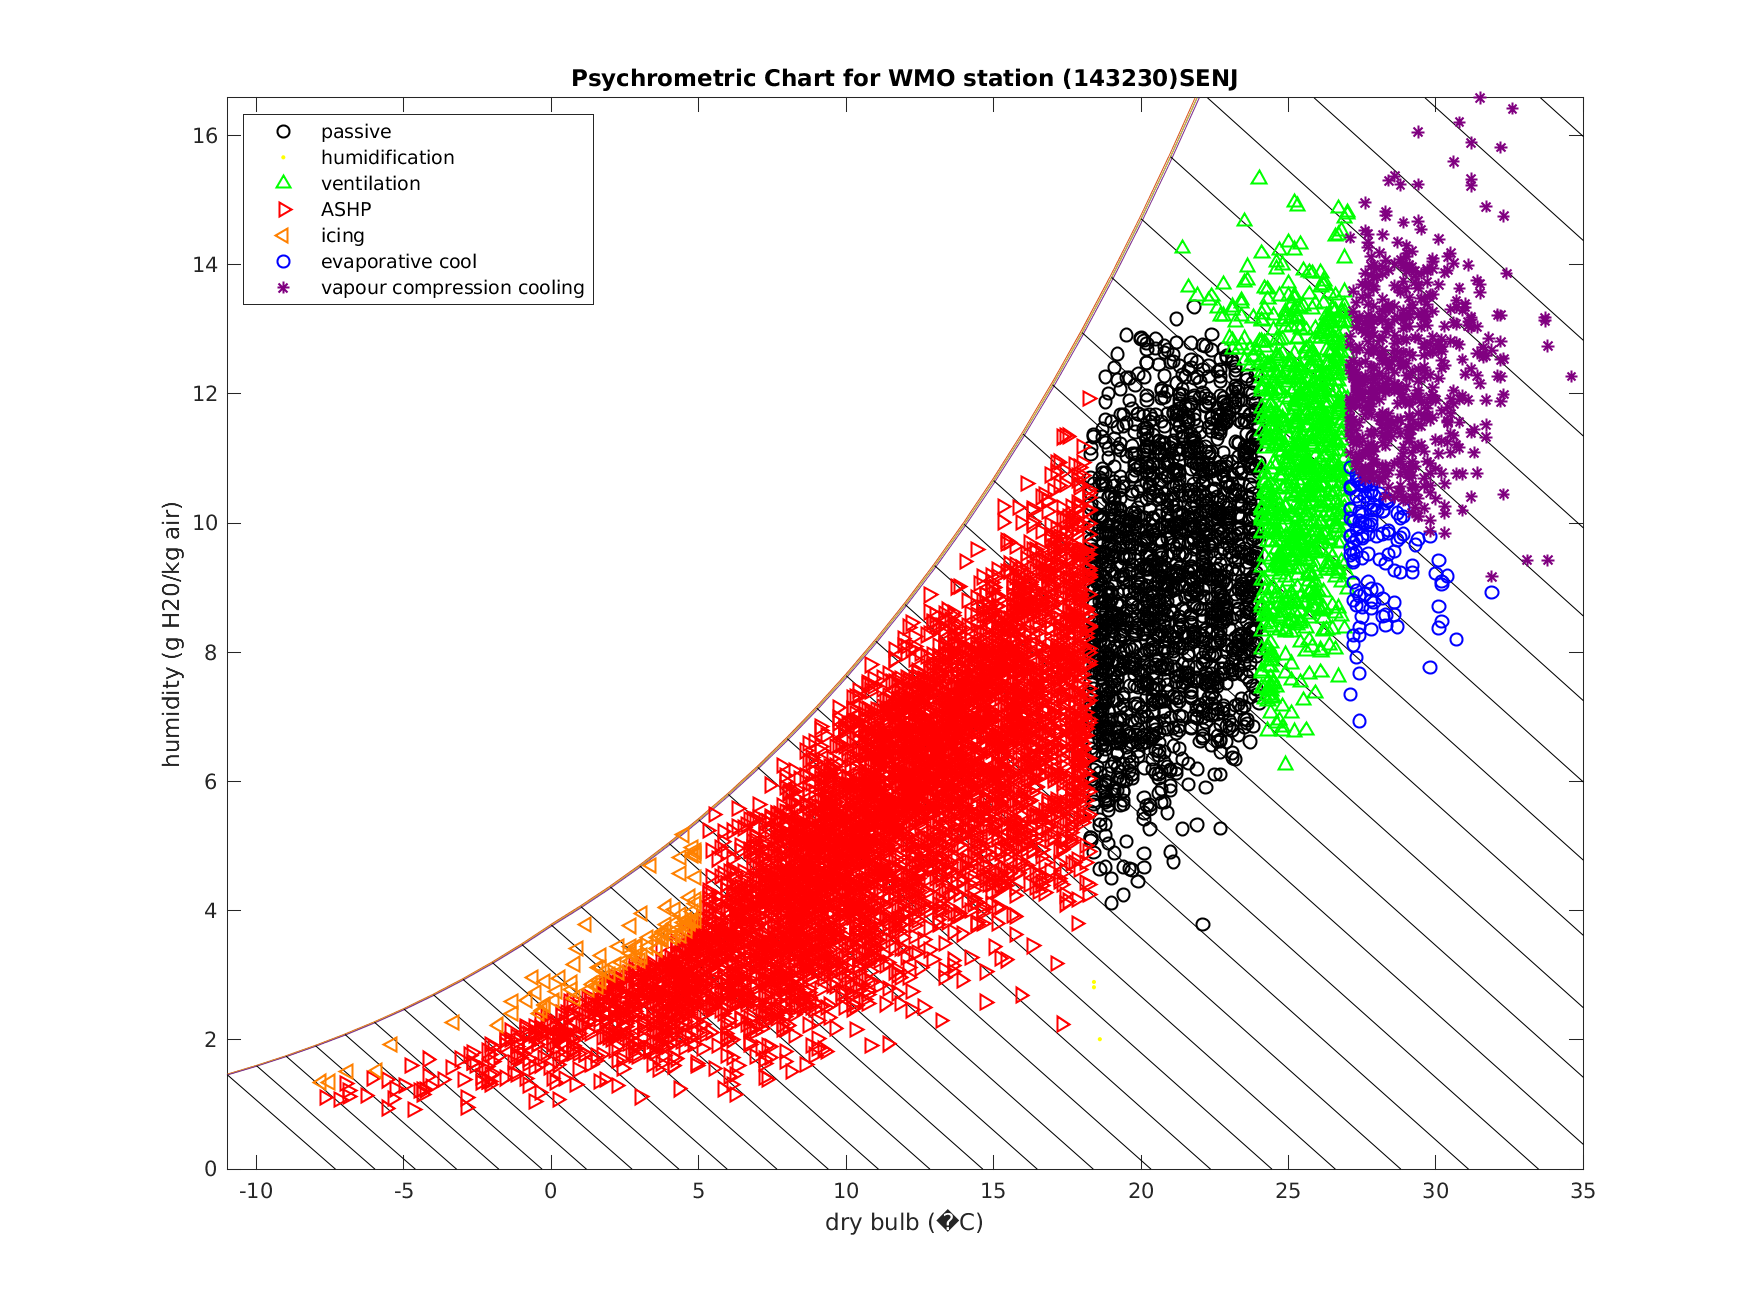 Psychrometric Chart for WMO station (143230)SENJ
passive
humidification
ventilation
ASHP
icing
evaporative cool
vapour compression cooling
humidity (g H20/kg air)
16
14
12
10
8
6
4
2
0
-10 -5 0 5 10 15 20 25 30 35
dry bulb (�C)